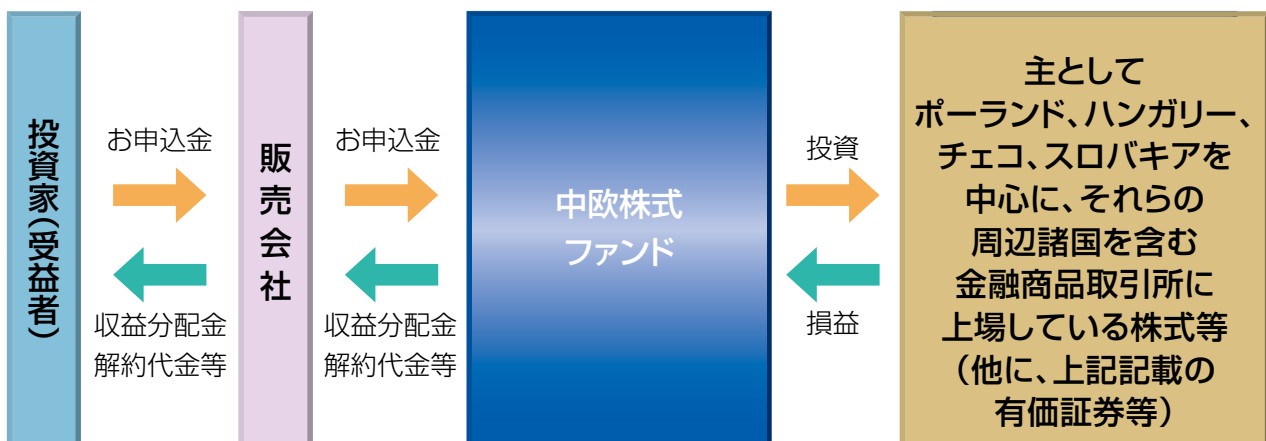 投資家(受益者)
お申込金
収益分配金
解約代金等
販売会社
お申込金
収益分配金
解約代金等
中欧株式
ファンド
投資
損益
主として
ポーランド、ハンガリー、
チェコ、スロバキアを
中心に、それらの
周辺諸国を含む
金融商品取引所に
上場している株式等
(他に、上記記載の
有価証券等)